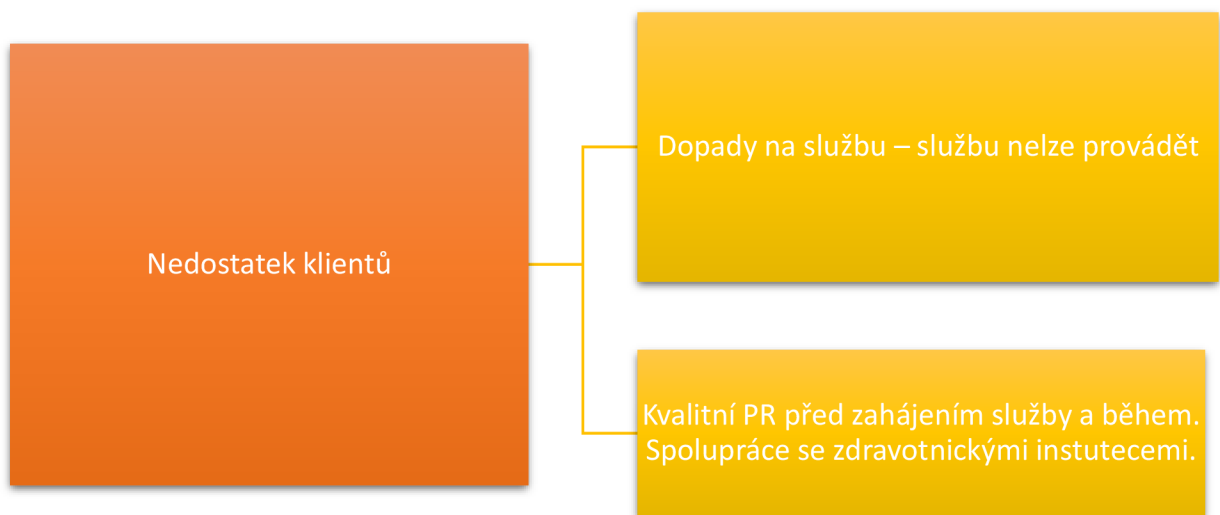 Nedostatek klientů
Dopady na službu – službu nelze provádět
Kvalitní PR před zahájením služby a během.
Spolupráce se zdravotnickými instutecemi.